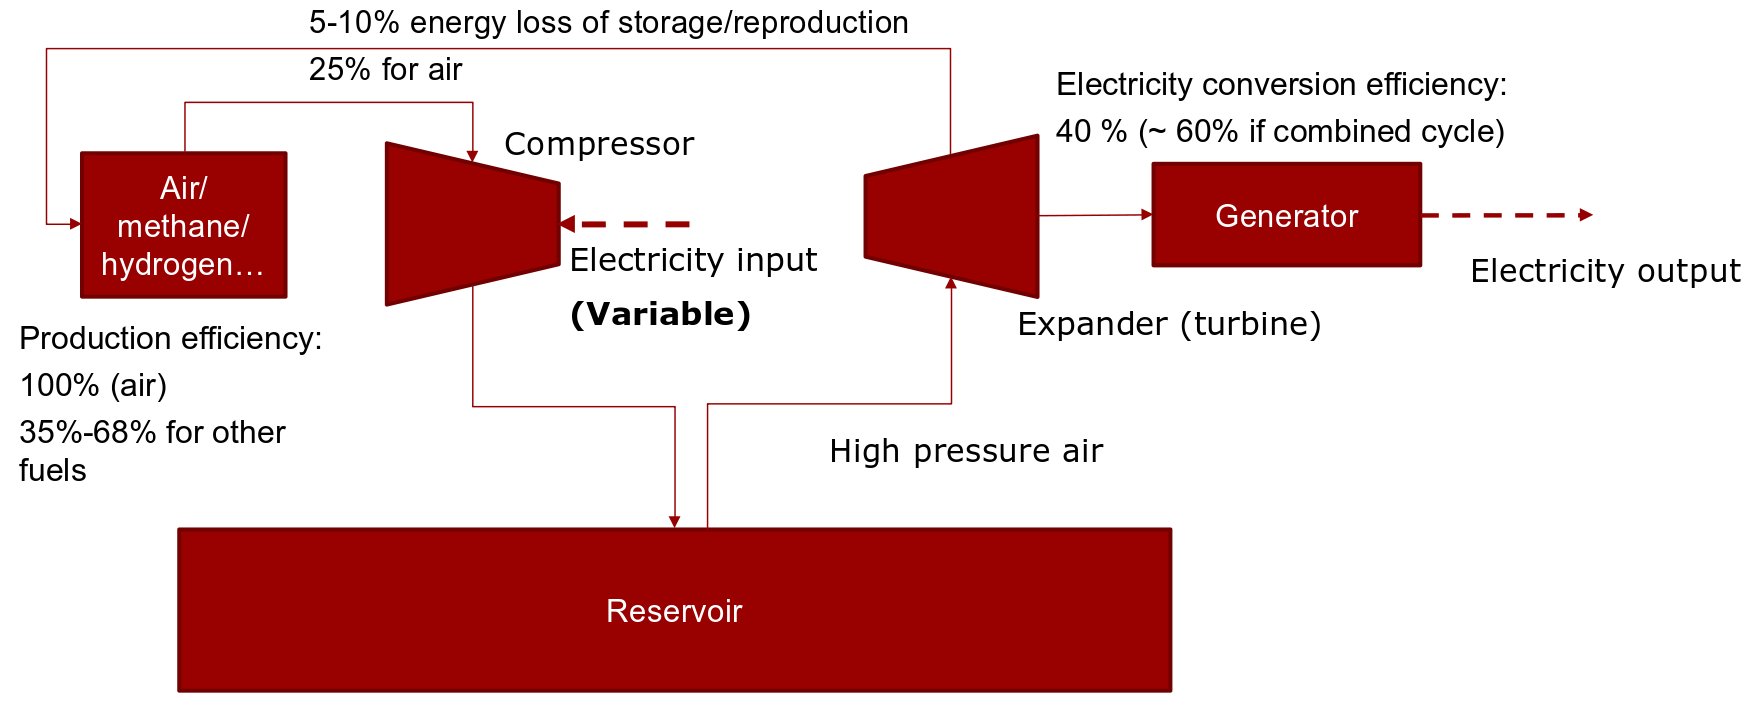 5-10% energy loss of storage/reproduction
25% for air
Electricity conversion efficiency:
40 % (~ 60% if combined cycle)
Compressor
Air/
methane/
hydrogen…
Generator
Electricity input
(Variable)
Electricity output
Expander (turbine)
Production efficiency:
100% (air)
35%-68% for other
fuels
High pressure air
Reservoir